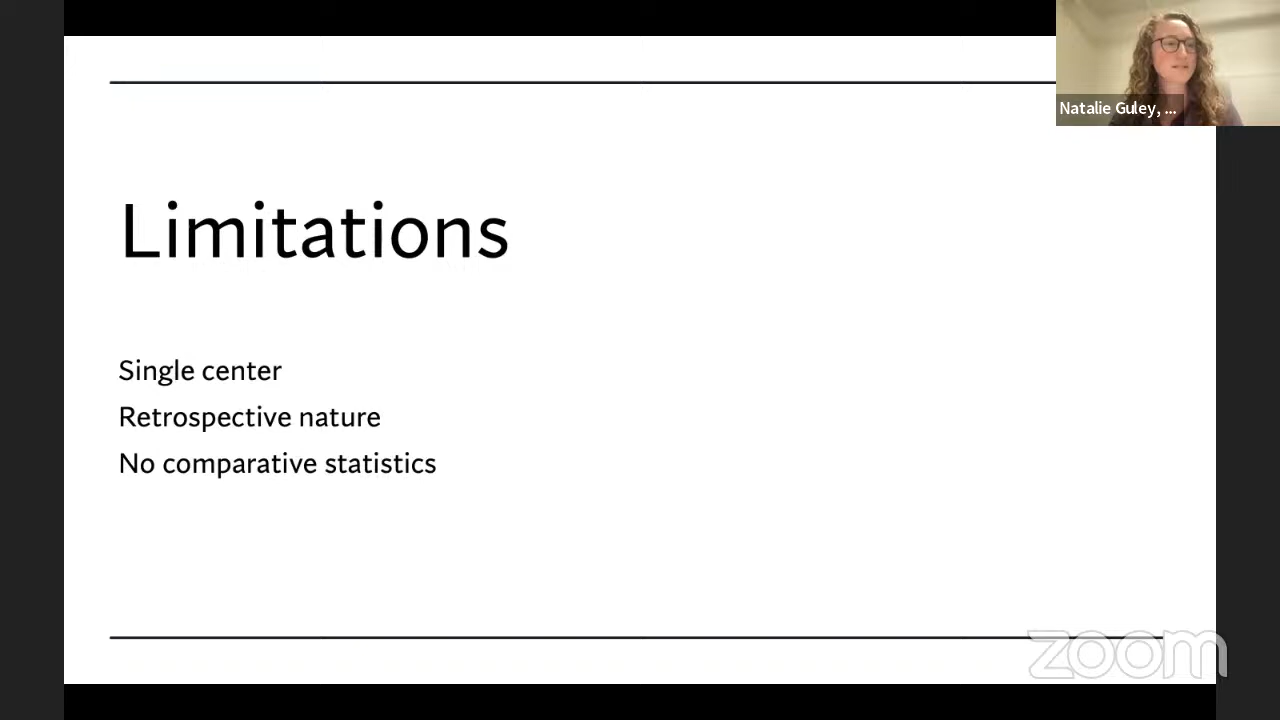 Natalie Guley, ...
Limitations
Single center
Retrospective nature
No comparative statistics
zoom